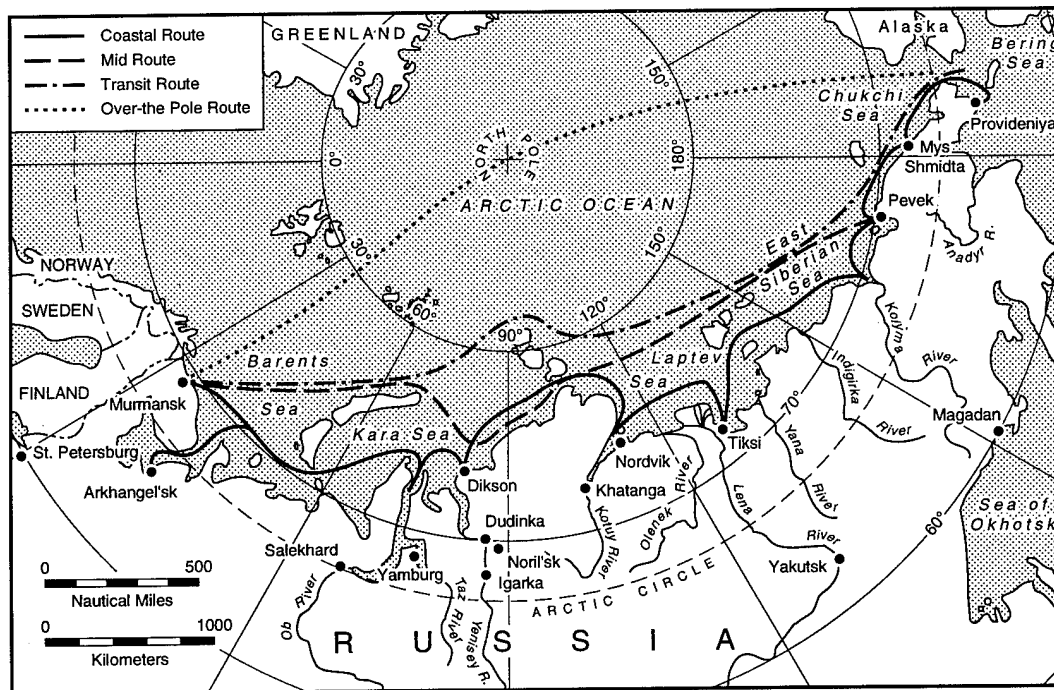 Coastal Route
Mid Route
Transit Route
Over-the Pole Route
GREENLAND
30°
0°
30°
60°
90°
120°
150°
180°
150°
NORTH POLE
ARCTIC OCEAN
Alaska
Bering
Sea
Chukchi
Sea
Provideniya
Mys
Shmidta
Pevek
Anadyr R.
East
Siberian
Sea
NORWAY
SWEDEN
FINLAND
Murmansk
Barents
Sea
Kara Sea
Laptev
Sea
St. Petersburg
Arkhangel'sk
Dikson
Nordvik
Khatanga
Tiksi
70°
Kolyma
River
Indigirka
River
Yana
River
Magadan
60°
Sea of
Okhotsk
Lena
River
Yakutsk
Olenek
River
Kotuy River
Dudinka
Noril'sk
Igarka
Salekhard
Yamburg
Ob
River
Taz River
Yenisey R.
ARCTIC CIRCLE
RUSSIA
0
500
Nautical Miles
0
1000
Kilometers